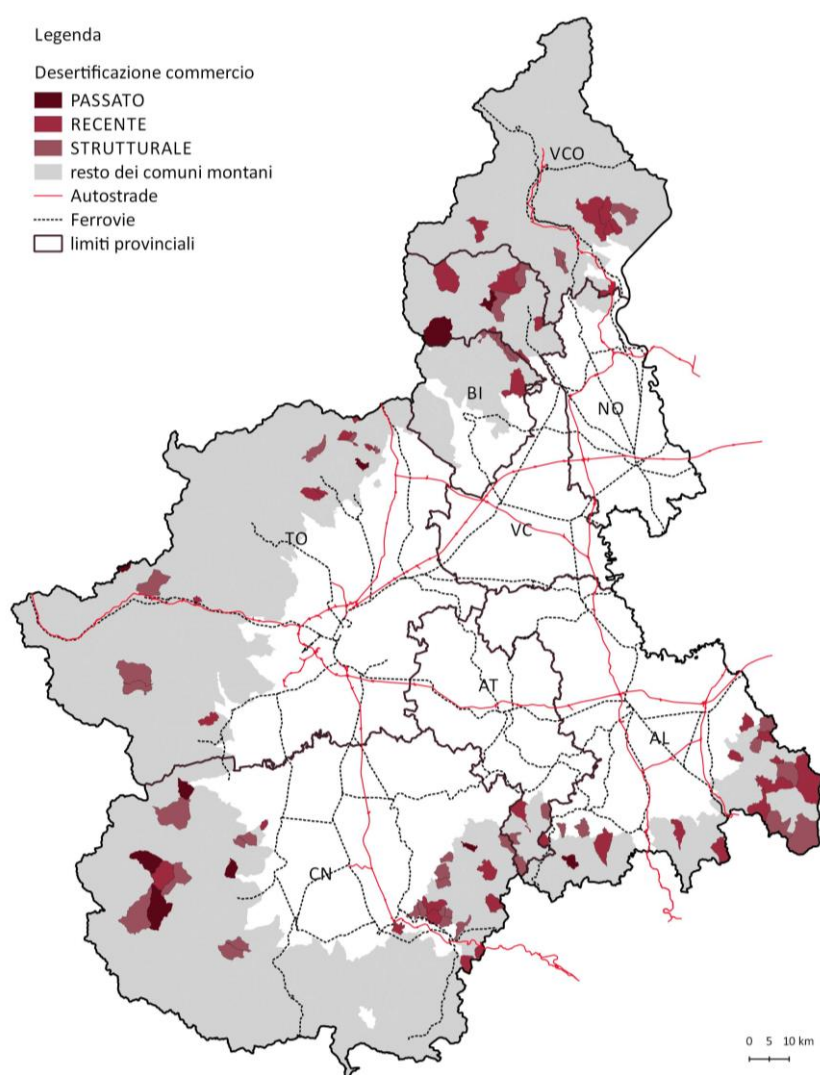 Legenda
Desertificazione commercio
PASSATO
RECENTE
STRUTTURALE
resto dei comuni montani
Autostrade
Ferrovie
limiti provinciali
VCO
BI
NO
TO
VC
AT
AL
CN
0 5 10 km